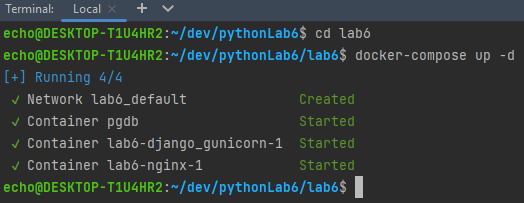 Terminal: Local × + ∨
echo@DESKTOP-T1U4HR2:~/dev/pythonLab6$ cd lab6
echo@DESKTOP-T1U4HR2:~/dev/pythonLab6/lab6$ docker-compose up -d
[+] Running 4/4
✓ Network lab6_default Created
✓ Container pgdb Started
✓ Container lab6-django_gunicorn-1 Started
✓ Container lab6-nginx-1 Started
echo@DESKTOP-T1U4HR2:~/dev/pythonLab6/lab6$